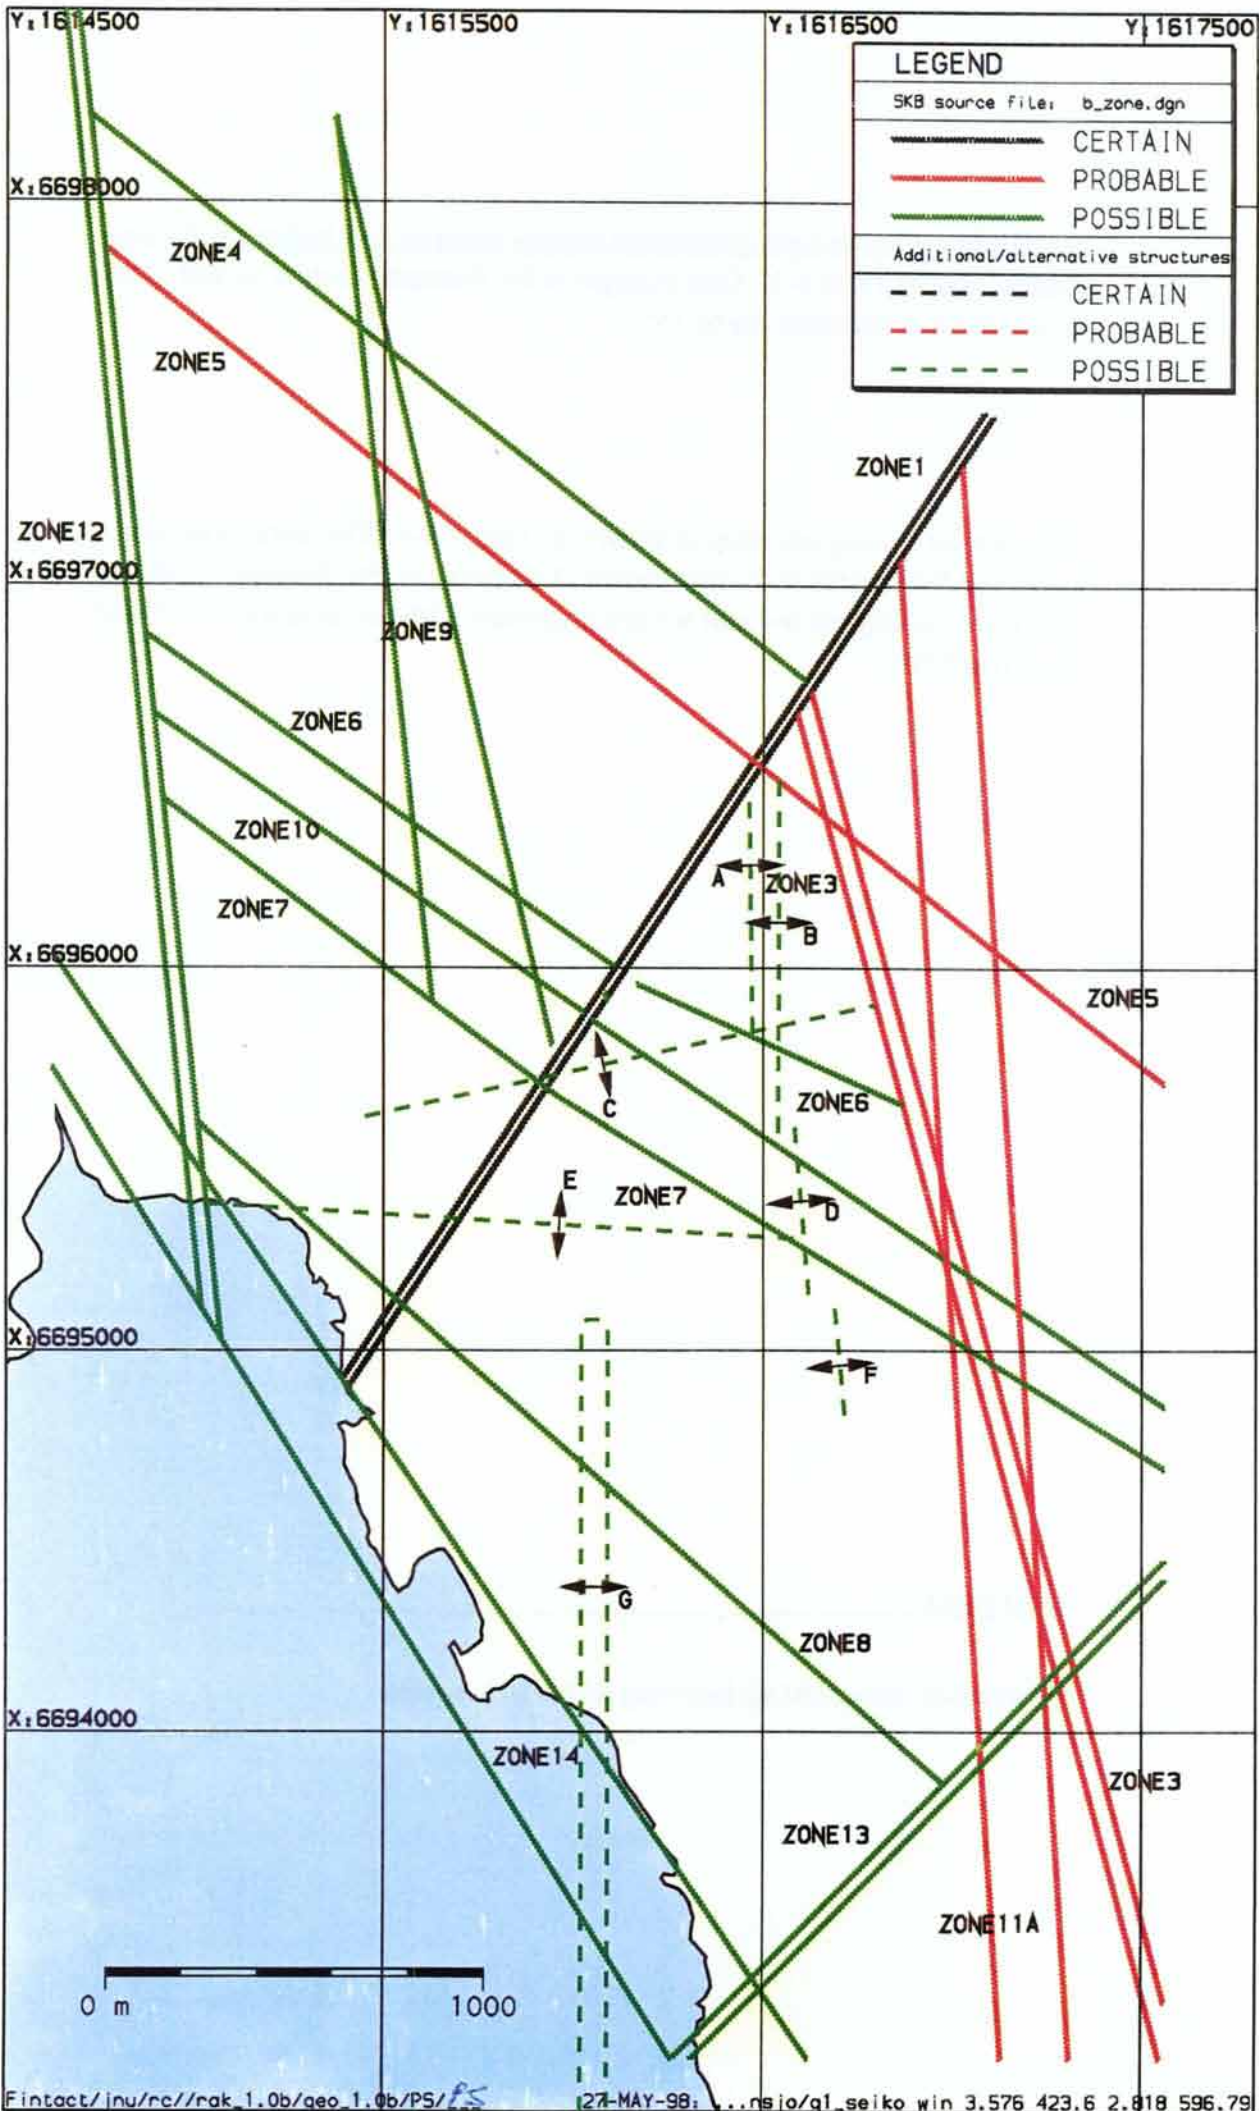 Y:1614500 Y:1615500 Y:1616500 Y:1617500
LEGEND
SKB source file: b_zone.dgn
CERTAIN
PROBABLE
POSSIBLE
Additional/alternative structures
CERTAIN
PROBABLE
POSSIBLE
X:6698000
ZONE4
ZONE5
ZONE1
ZONE12
X:6697000
ZONE9
ZONE6
ZONE10
A
ZONE3
ZONE7
B
X:6696000
ZONE5
C
ZONE6
E
ZONE7
D
X:6695000
F
G
ZONE8
X:6694000
ZONE14
ZONE3
ZONE13
ZONE11A
0 m 1000
Fintact/jnu/rc//rak_1.0b/geo_1.0b/PS/ 27-MAY-98: ...nsjo/gl_seiko win 3.576 423.6 2.818 596.79